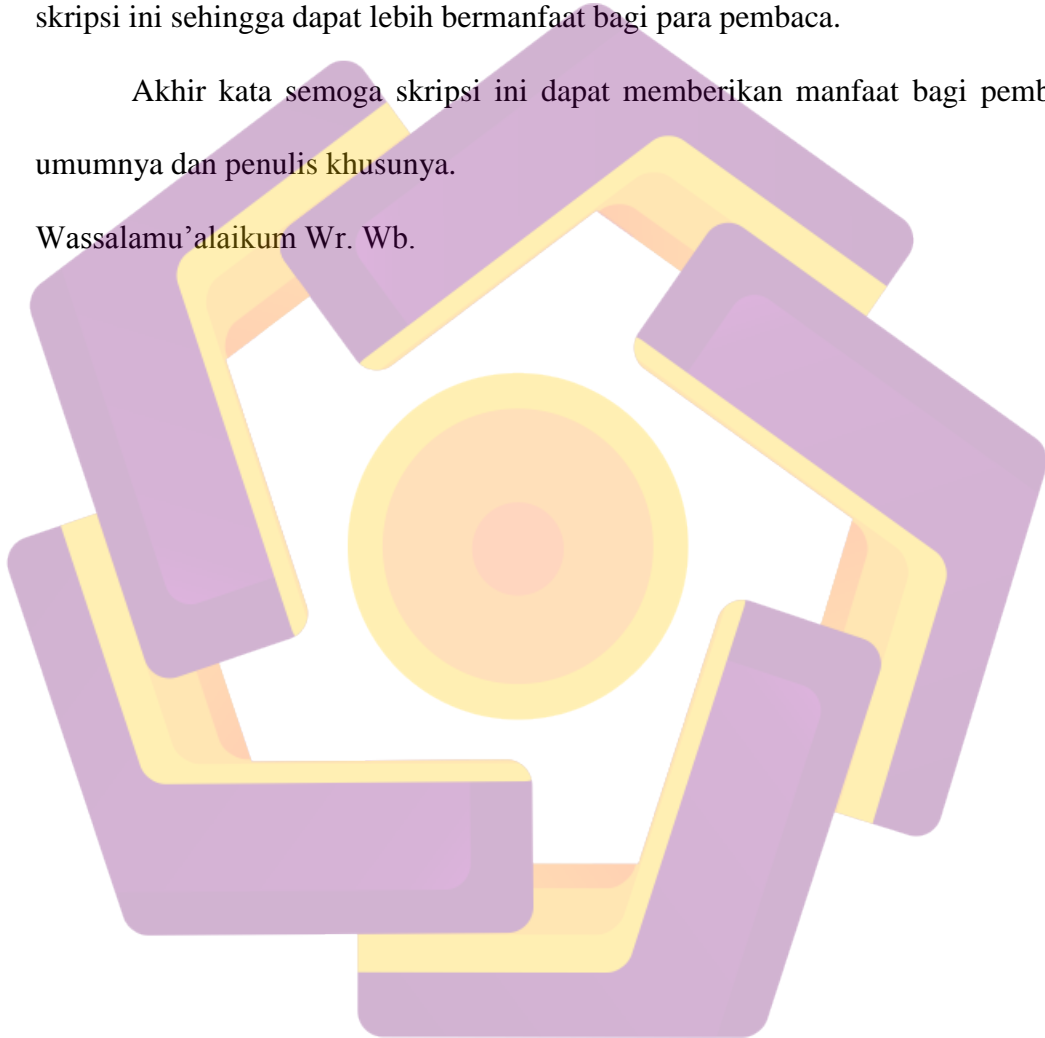 skripsi ini sehingga dapat lebih bermanfaat bagi para pembaca.
Akhir kata semoga skripsi ini dapat memberikan manfaat bagi
umumnya dan penulis khusunya.
Wassalamu’alaikum Wr. Wb.